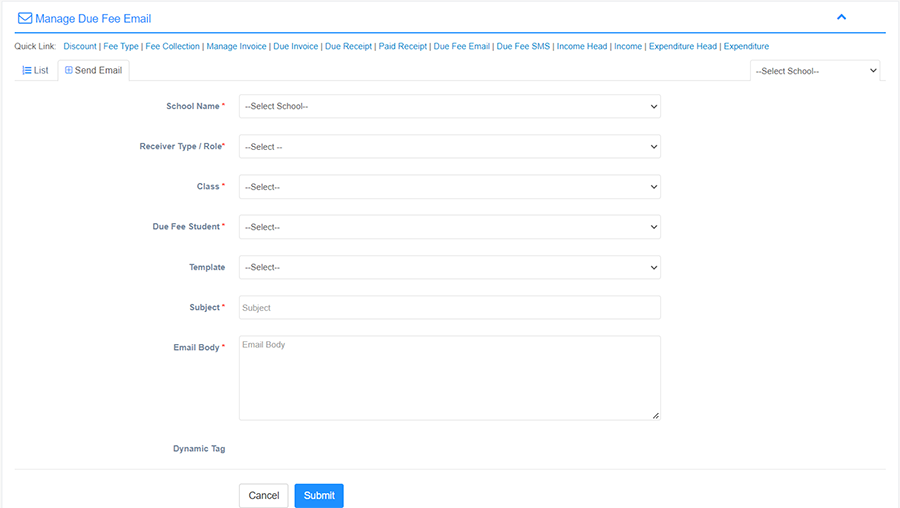 Manage Due Fee Email
Quick Link: Discount | Fee Type | Fee Collection | Manage Invoice | Due Invoice | Due Receipt | Paid Receipt | Due Fee Email | Due Fee SMS | Income Head | Income | Expenditure Head | Expenditure
List Send Email --Select School--
School Name * --Select School--
Receiver Type / Role* --Select --
Class * --Select--
Due Fee Student * --Select--
Template --Select--
Subject * Subject
Email Body * Email Body
Dynamic Tag
Cancel Submit